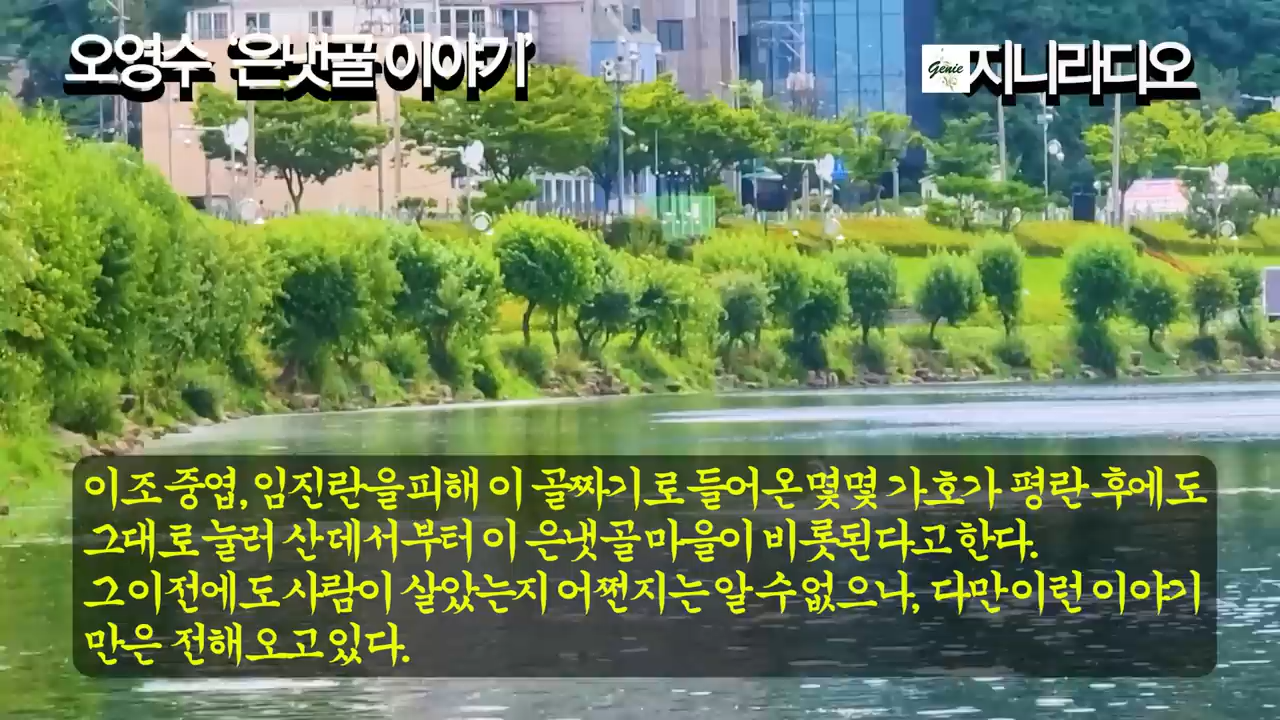 오영수 '은냇골 이야기'
Genie 지니라디오
이조 중엽, 임진란을 피해 이 골짜기로 들어온 몇몇 가호가 평란 후에도
그대로 눌러 산 데서부터 이 은냇골 마을이 비롯된다고 한다.
그 이전에도 사람이 살았는지 어쩐지는 알 수 없으나, 다만 이런 이야기
만은 전해 오고 있다.